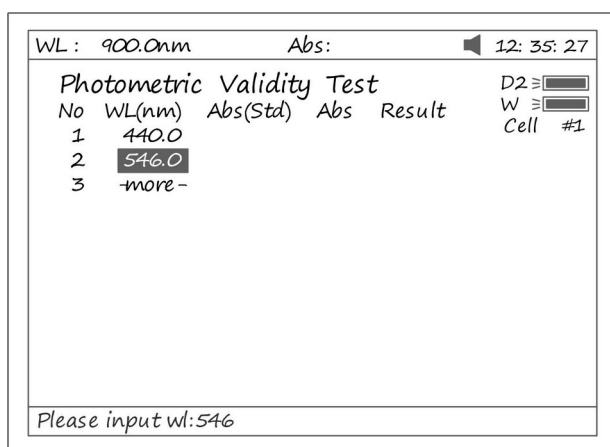 WL: 900.0nm Abs: 12: 35: 27
Photometric Validity Test
D2
No WL(nm) Abs(Std) Abs Result
W
1 440.0
Cell #1
2 546.0
3 -more-
Please input wl:546